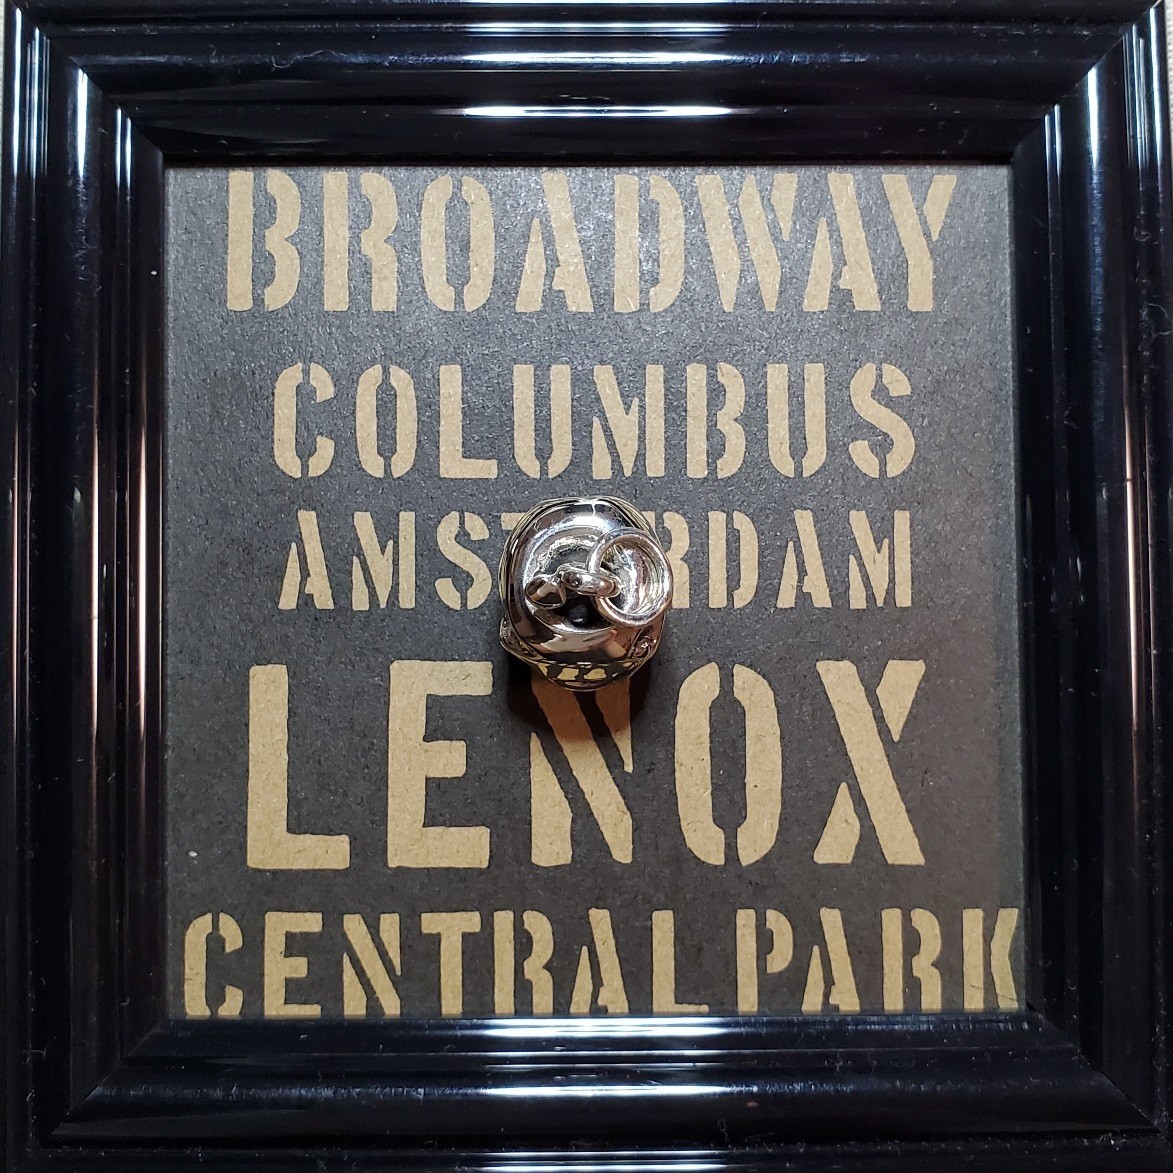 BROADWAY
COLUMBUS
AMSTERDAM
LENOX
CENTRAL PARK